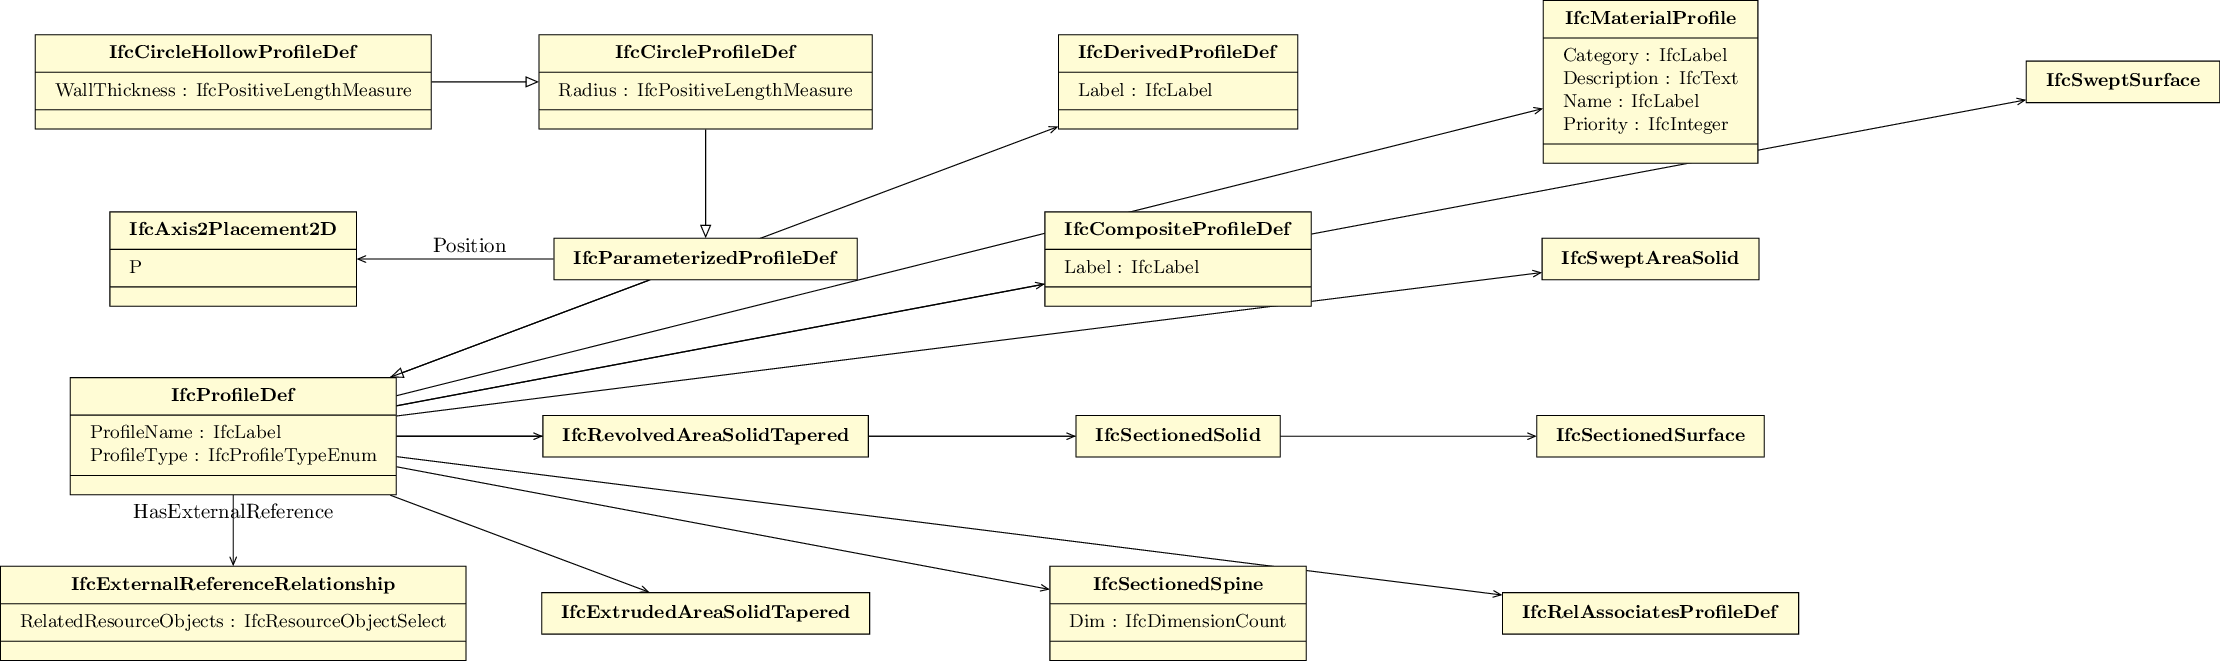 IfcCircleHollowProfileDef
WallThickness : IfcPositiveLengthMeasure
IfcCircleProfileDef
Radius : IfcPositiveLengthMeasure
IfcDerivedProfileDef
Label : IfcLabel
IfcMaterialProfile
Category : IfcLabel
Description : IfcText
Name : IfcLabel
Priority : IfcInteger
IfcSweptSurface
IfcAxis2Placement2D
P
Position
IfcParameterizedProfileDef
IfcCompositeProfileDef
Label : IfcLabel
IfcSweptAreaSolid
IfcProfileDef
ProfileName : IfcLabel
ProfileType : IfcProfileTypeEnum
IfcRevolvedAreaSolidTapered
IfcSectionedSolid
IfcSectionedSurface
HasExternalReference
IfcExternalReferenceRelationship
RelatedResourceObjects : IfcResourceObjectSelect
IfcExtrudedAreaSolidTapered
IfcSectionedSpine
Dim : IfcDimensionCount
IfcRelAssociatesProfileDef